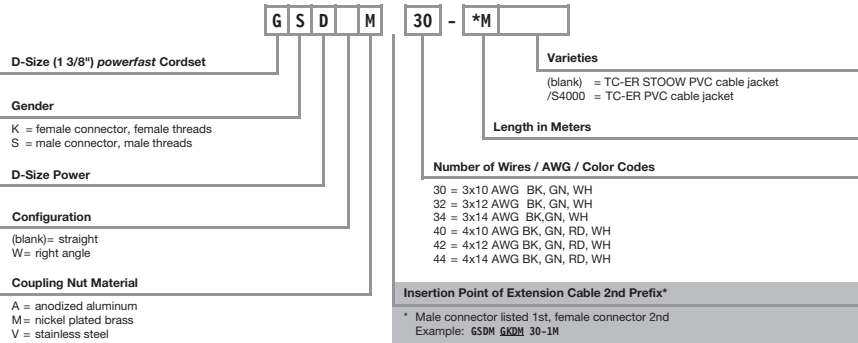 G S D M 30 - *M
D-Size (1 3/8") powerfast Cordset
Gender
K = female connector, female threads
S = male connector, male threads
D-Size Power
Configuration
(blank)= straight
W= right angle
Coupling Nut Material
A = anodized aluminum
M= nickel plated brass
V = stainless steel
Varieties
(blank) = TC-ER STOOW PVC cable jacket
/S4000 = TC-ER PVC cable jacket
Length in Meters
Number of Wires / AWG / Color Codes
30 = 3x10 AWG BK, GN, WH
32 = 3x12 AWG BK, GN, WH
34 = 3x14 AWG BK,GN, WH
40 = 4x10 AWG BK, GN, RD, WH
42 = 4x12 AWG BK, GN, RD, WH
44 = 4x14 AWG BK, GN, RD, WH
Insertion Point of Extension Cable 2nd Prefix*
* Male connector listed 1st, female connector 2nd
Example: GSDM GKDM 30-1M